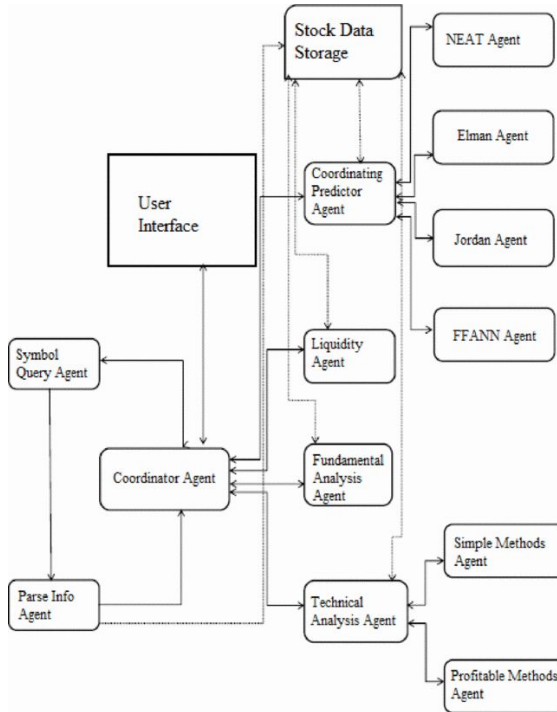 Stock Data
Storage
NEAT Agent
Elman Agent
Coordinating
Predictor
Agent
User
Interface
Jordan Agent
FFANN Agent
Symbol
Query Agent
Liquidity
Agent
Coordinator Agent
Fundamental
Analysis
Agent
Simple Methods
Agent
Parse Info
Agent
Technical
Analysis Agent
Profitable Methods
Agent